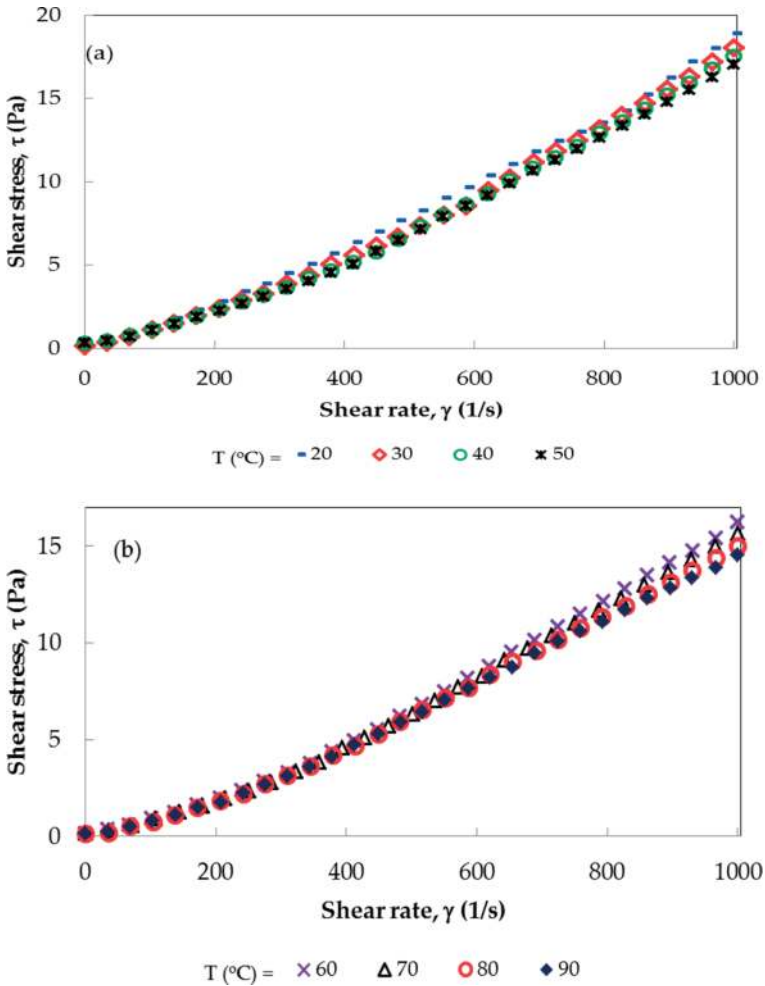 (a)
Shear stress, τ (Pa)
20
15
10
5
0
0 200 400 600 800 1000
Shear rate, γ (1/s)
T (°C) = 20 30 40 50
(b)
Shear stress, τ (Pa)
15
10
5
0
0 200 400 600 800 1000
Shear rate, γ (1/s)
T (°C) = 60 70 80 90